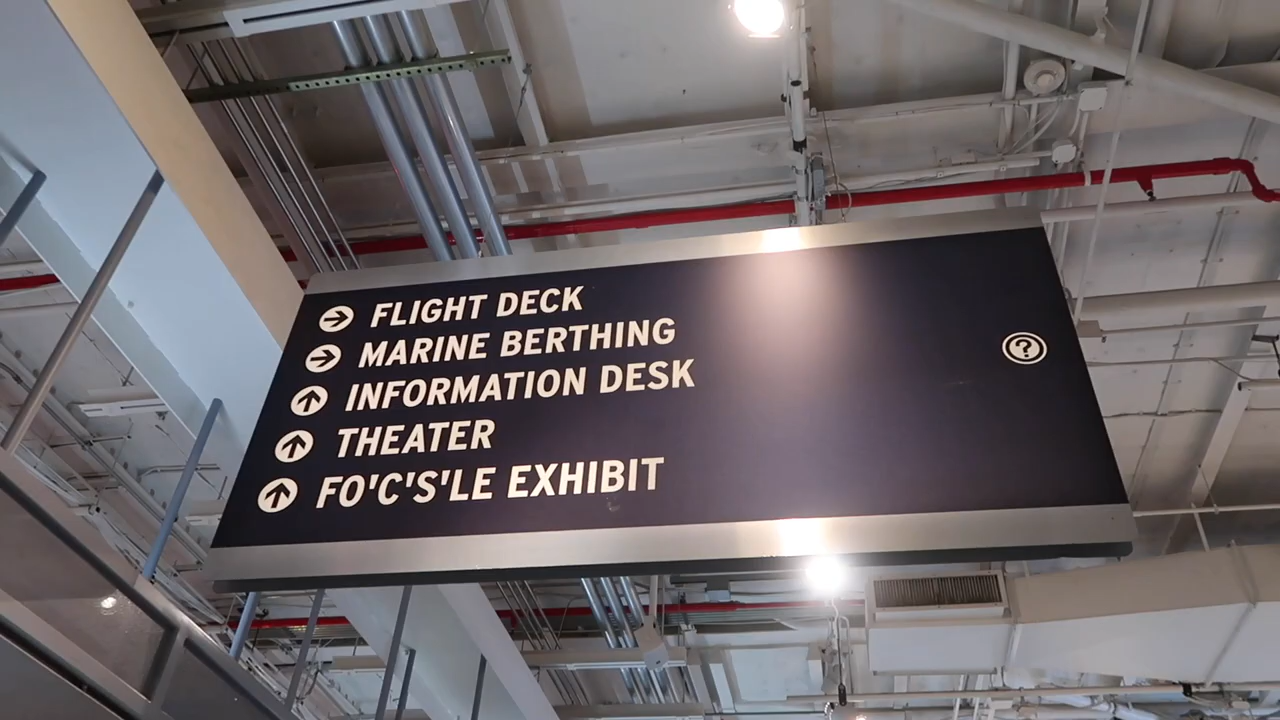 FLIGHT DECK
MARINE BERTHING
INFORMATION DESK
THEATER
FO'C'S'LE EXHIBIT
?